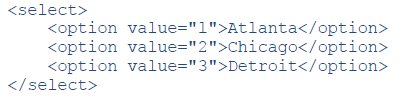 <select>
    <option value="1">Atlanta</option>
    <option value="2">Chicago</option>
    <option value="3">Detroit</option>
</select>